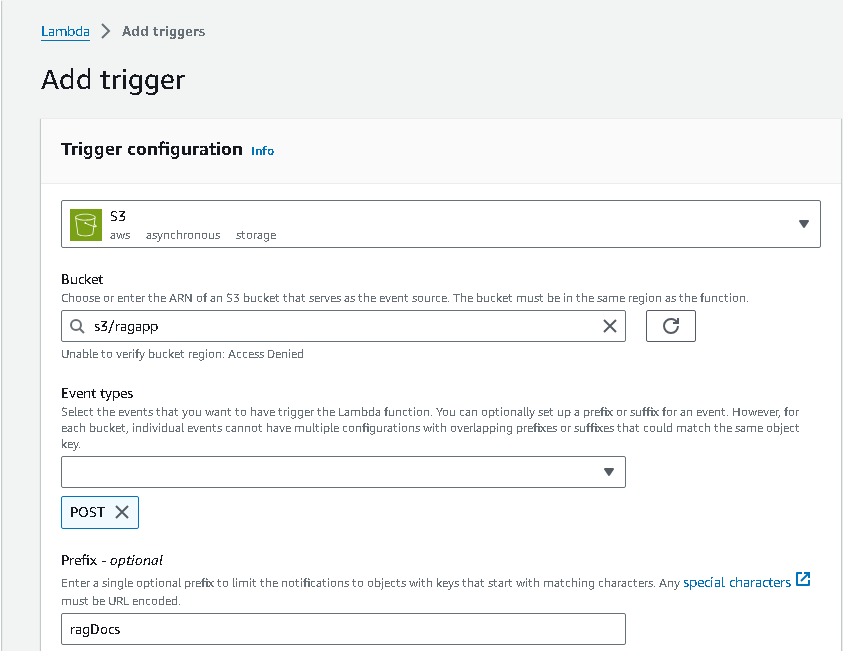 Lambda > Add triggers
Add trigger
Trigger configuration Info
S3
aws asynchronous storage
Bucket
Choose or enter the ARN of an S3 bucket that serves as the event source. The bucket must be in the same region as the function.
s3/ragapp
Unable to verify bucket region: Access Denied
Event types
Select the events that you want to have trigger the Lambda function. You can optionally set up a prefix or suffix for an event. However, for
each bucket, individual events cannot have multiple configurations with overlapping prefixes or suffixes that could match the same object
key.
POST
Prefix - optional
Enter a single optional prefix to limit the notifications to objects with keys that start with matching characters. Any special characters
must be URL encoded.
ragDocs